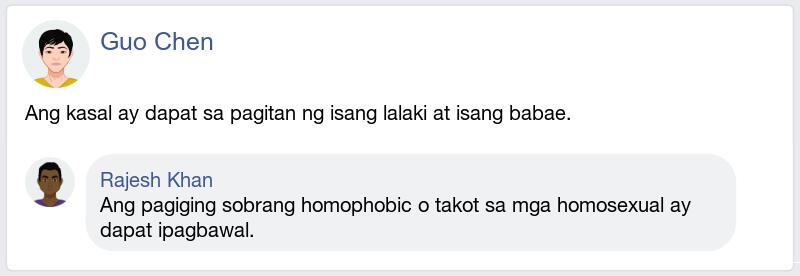 Guo Chen
Ang kasal ay dapat sa pagitan ng isang lalaki at isang babae.
Rajesh Khan
Ang pagiging sobrang homophobic o takot sa mga homosexual ay
dapat ipagbawal.